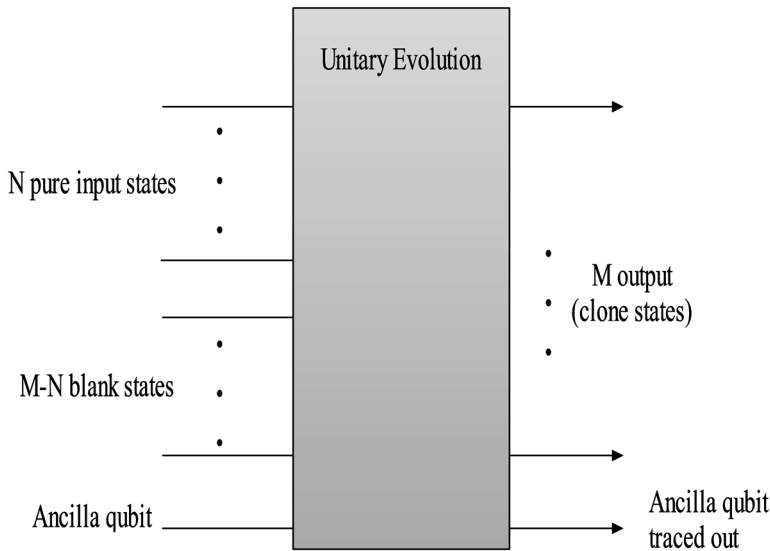 Unitary Evolution
N pure input states
M-N blank states
Ancilla qubit
M output
(clone states)
Ancilla qubit
traced out